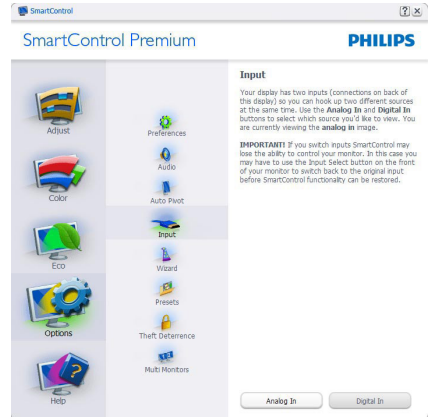 SmartControl
SmartControl Premium
PHILIPS
Adjust
Color
Eco
Options
Help
Preferences
Audio
Auto Pivot
Input
Wizard
Presets
Theft Deterrence
Multi Monitors
Input
Your display has two inputs (connections on back of
this display) so you can hook up two different sources
at the same time. Use the Analog In and Digital In
buttons to select which source you'd like to view. You
are currently viewing the analog in image.
IMPORTANT! If you switch inputs SmartControl may
lose the ability to control your monitor. In this case you
may have to use the Input Select button on the front
of your monitor to switch back to the original input
before SmartControl functionality can be restored.
Analog In
Digital In